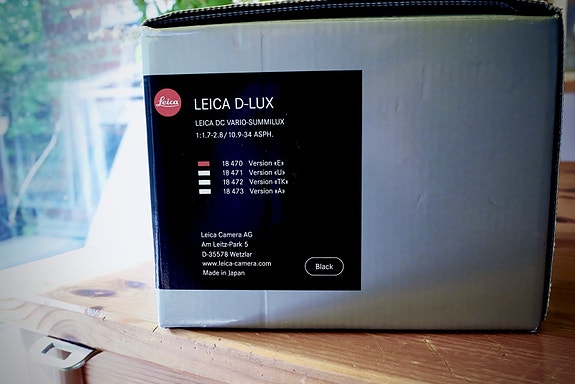 Leica
LEICA D-LUX
LEICA DC VARIO-SUMMILUX
1:1.7-2.8/10.9-34 ASPH.
18 470 Version «E»
18 471 Version «U»
18 472 Version «TK»
18 473 Version «A»
Leica Camera AG
Am Leitz-Park 5
D-35578 Wetzlar
www.leica-camera.com
Made in Japan
Black